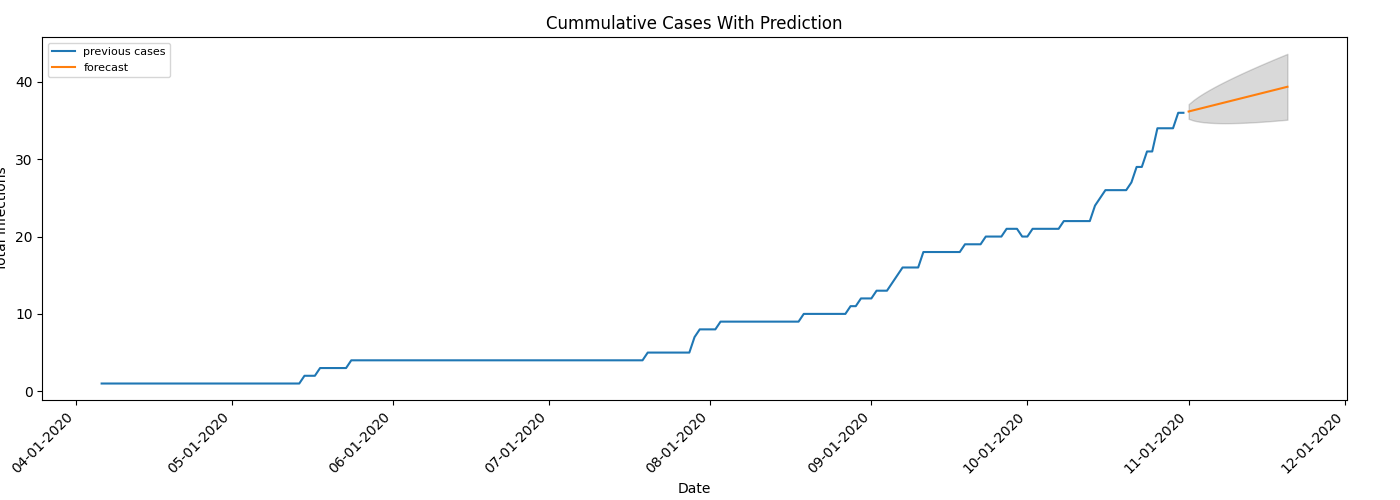 Cummulative Cases With Prediction
previous cases
forecast
40
30
20
10
0
Total Infections
04-01-2020
05-01-2020
06-01-2020
07-01-2020
08-01-2020
09-01-2020
10-01-2020
11-01-2020
12-01-2020
Date